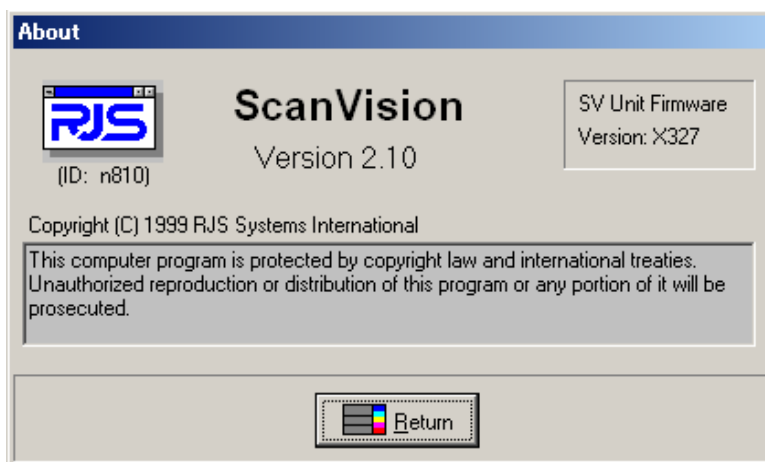 About
RJS
(ID: n810)
ScanVision
Version 2.10
SV Unit Firmware
Version: X327
Copyright (C) 1999 RJS Systems International
This computer program is protected by copyright law and international treaties.
Unauthorized reproduction or distribution of this program or any portion of it will be
prosecuted.
Return